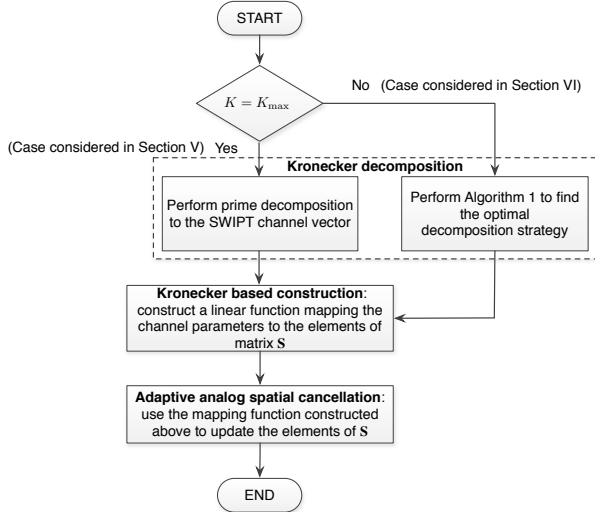 START
No (Case considered in Section VI)
K = K_max
(Case considered in Section V) Yes
Kronecker decomposition
Perform prime decomposition
to the SWIPT channel vector
Perform Algorithm 1 to find
the optimal
decomposition strategy
Kronecker based construction:
construct a linear function mapping the
channel parameters to the elements of
matrix S
Adaptive analog spatial cancellation:
use the mapping function constructed
above to update the elements of S
END